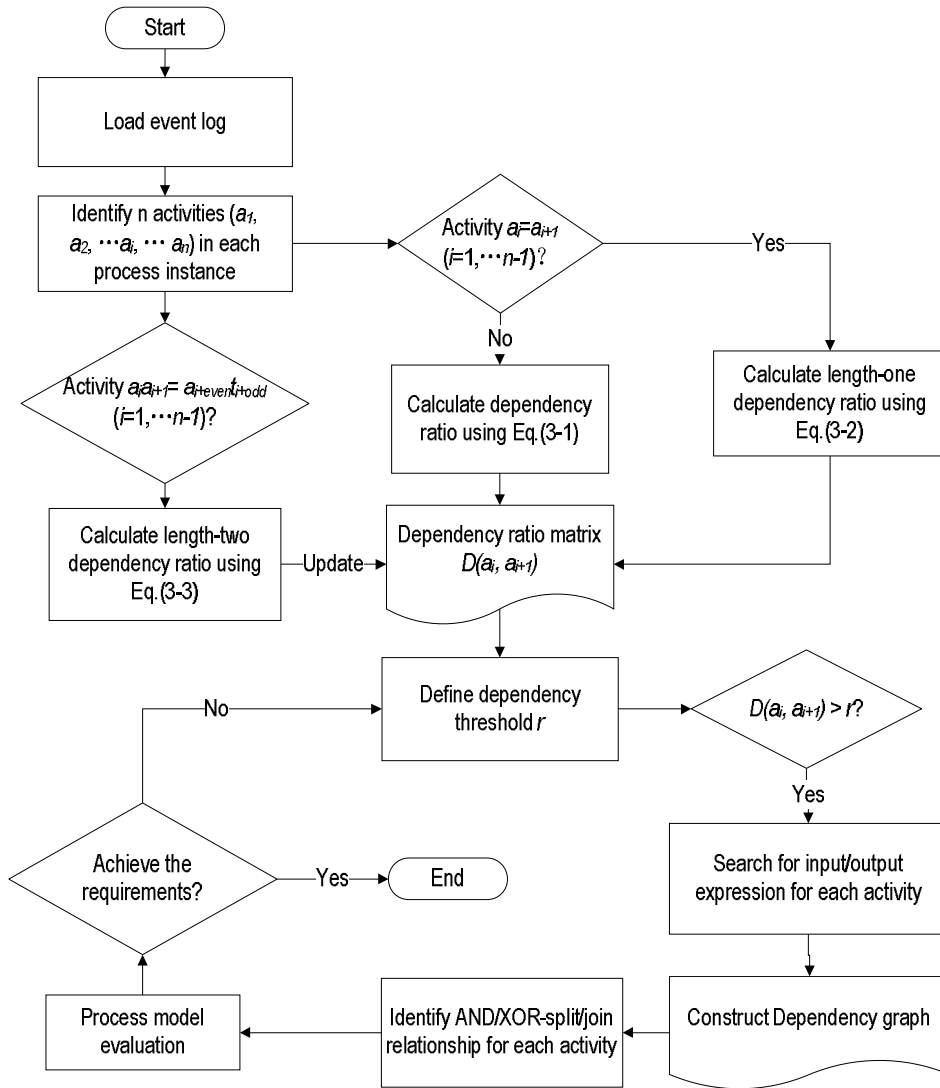 Start
Load event log
Identify n activities (a1,
a2, ⋯ai, ⋯ an) in each
process instance
Activity ai=ai+1
(i=1,⋯n-1)?
Yes
No
Activity aiai+1= ai+eventi+odd
(i=1,⋯n-1)?
Calculate dependency
ratio using Eq.(3-1)
Calculate length-one
dependency ratio using
Eq.(3-2)
Calculate length-two
dependency ratio using
Eq.(3-3)
Update
Dependency ratio matrix
D(ai, ai+1)
No
Define dependency
threshold r
D(ai, ai+1) > r?
Yes
Achieve the
requirements?
Yes
End
Search for input/output
expression for each activity
Process model
evaluation
Identify AND/XOR-split/join
relationship for each activity
Construct Dependency graph